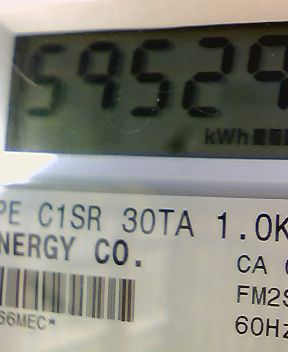 59529
kWh
PE C1SR 30TA 1.0K
NERGY CO.
CA
FM2S
66MEC*
60Hz